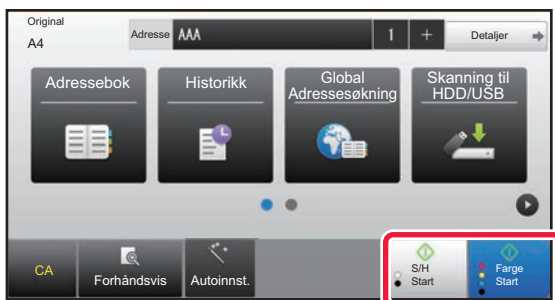 Original
A4
Adresse AAA 1 + Detaljer
Adressebok
Historikk
Global
Adressesøkning
Skanning til
HDD/USB
CA
Forhåndsvis
Autoinnst.
S/H
Start
Farge
Start